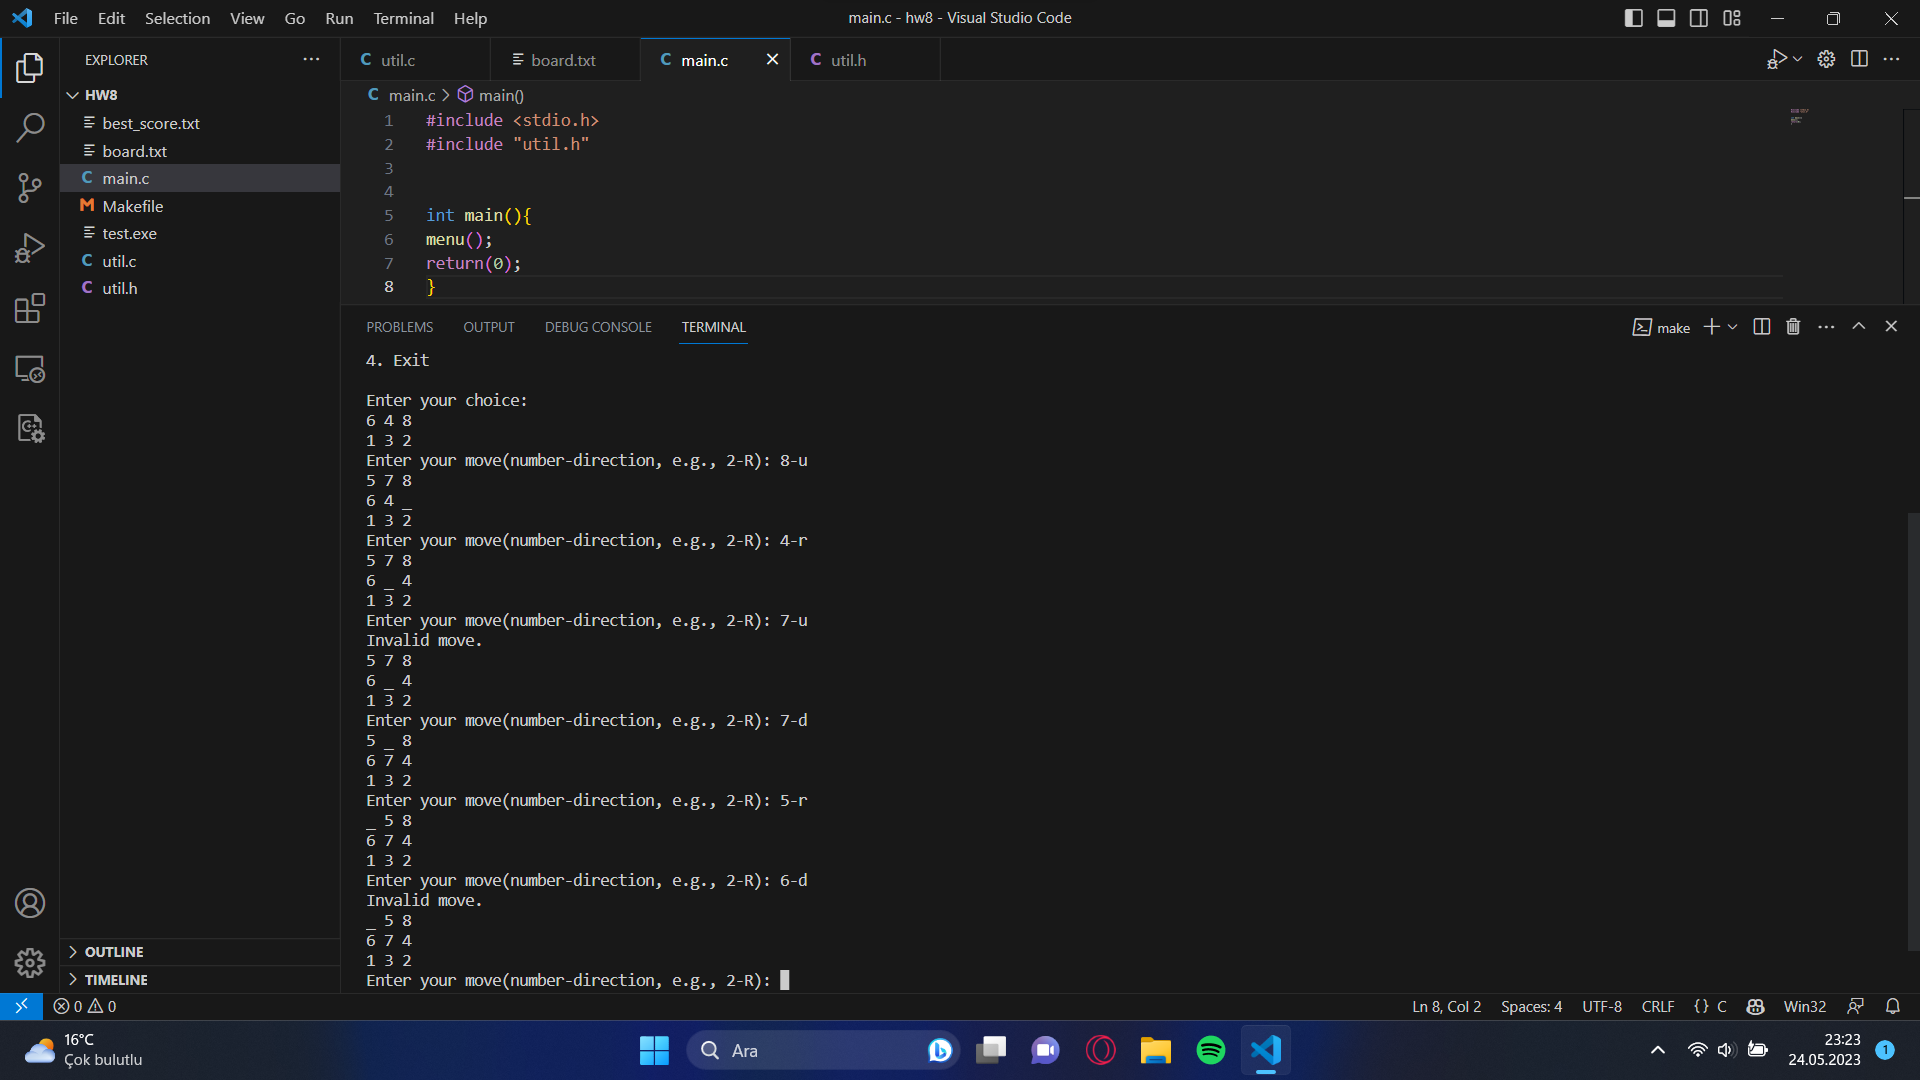 File Edit Selection View Go Run Terminal Help
main.c - hw8 - Visual Studio Code
EXPLORER
HW8
best_score.txt
board.txt
main.c
Makefile
test.exe
util.c
util.h
OUTLINE
TIMELINE
util.c board.txt main.c util.h
main.c > main()
1 #include <stdio.h>
2 #include "util.h"
3
4
5 int main(){
6 menu();
7 return(0);
8 }
PROBLEMS OUTPUT DEBUG CONSOLE TERMINAL
make
4. Exit
Enter your choice:
6 4 8
1 3 2
Enter your move(number-direction, e.g., 2-R): 8-u
5 7 8
6 4 _
1 3 2
Enter your move(number-direction, e.g., 2-R): 4-r
5 7 8
6 _ 4
1 3 2
Enter your move(number-direction, e.g., 2-R): 7-u
Invalid move.
5 7 8
6 _ 4
1 3 2
Enter your move(number-direction, e.g., 2-R): 7-d
5 _ 8
6 7 4
1 3 2
Enter your move(number-direction, e.g., 2-R): 5-r
_ 5 8
6 7 4
1 3 2
Enter your move(number-direction, e.g., 2-R): 6-d
Invalid move.
_ 5 8
6 7 4
1 3 2
Enter your move(number-direction, e.g., 2-R):
0 0
Ln 8, Col 2 Spaces: 4 UTF-8 CRLF {} C Win32
16°C
Çok bulutlu
Ara
23:23
24.05.2023
1